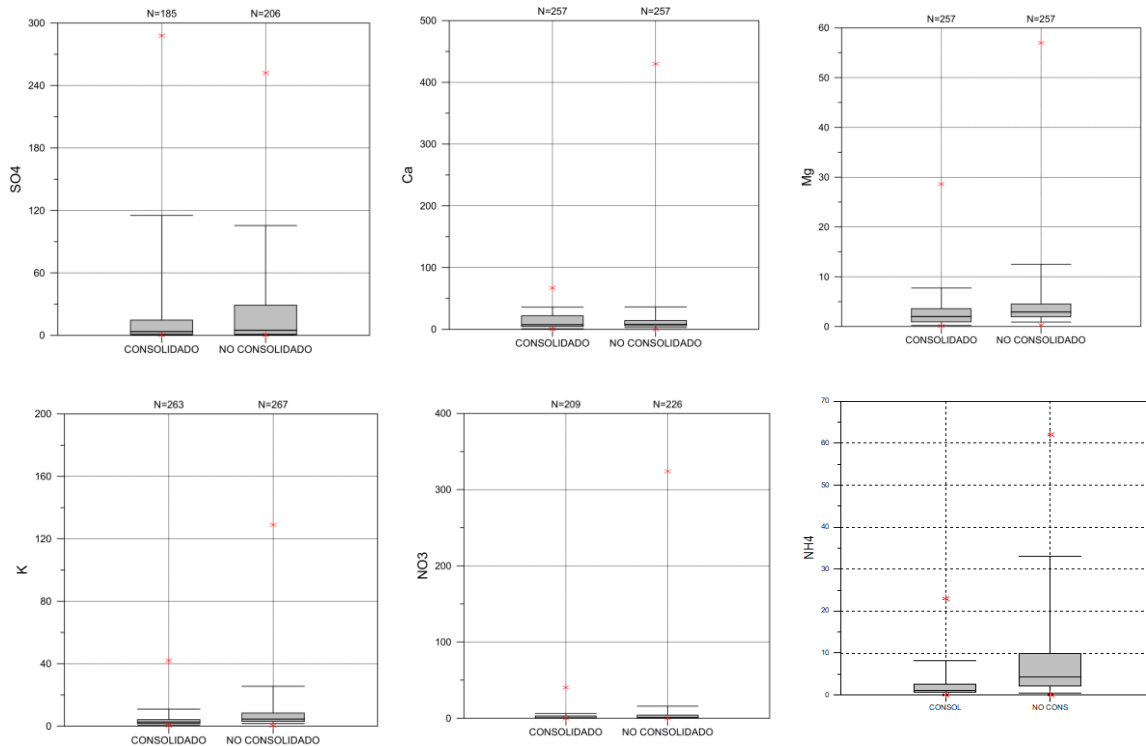 N=185 N=206
300
240
180
120
60
0
SO4
CONSOLIDADO NO CONSOLIDADO
N=257 N=257
500
400
300
200
100
0
Ca
CONSOLIDADO NO CONSOLIDADO
N=257 N=257
60
50
40
30
20
10
0
Mg
CONSOLIDADO NO CONSOLIDADO
N=263 N=267
200
160
120
80
40
0
K
CONSOLIDADO NO CONSOLIDADO
N=209 N=226
400
300
200
100
0
NO3
CONSOLIDADO NO CONSOLIDADO
70
60
50
40
30
20
10
0
NH4
CONSOL NO CONS